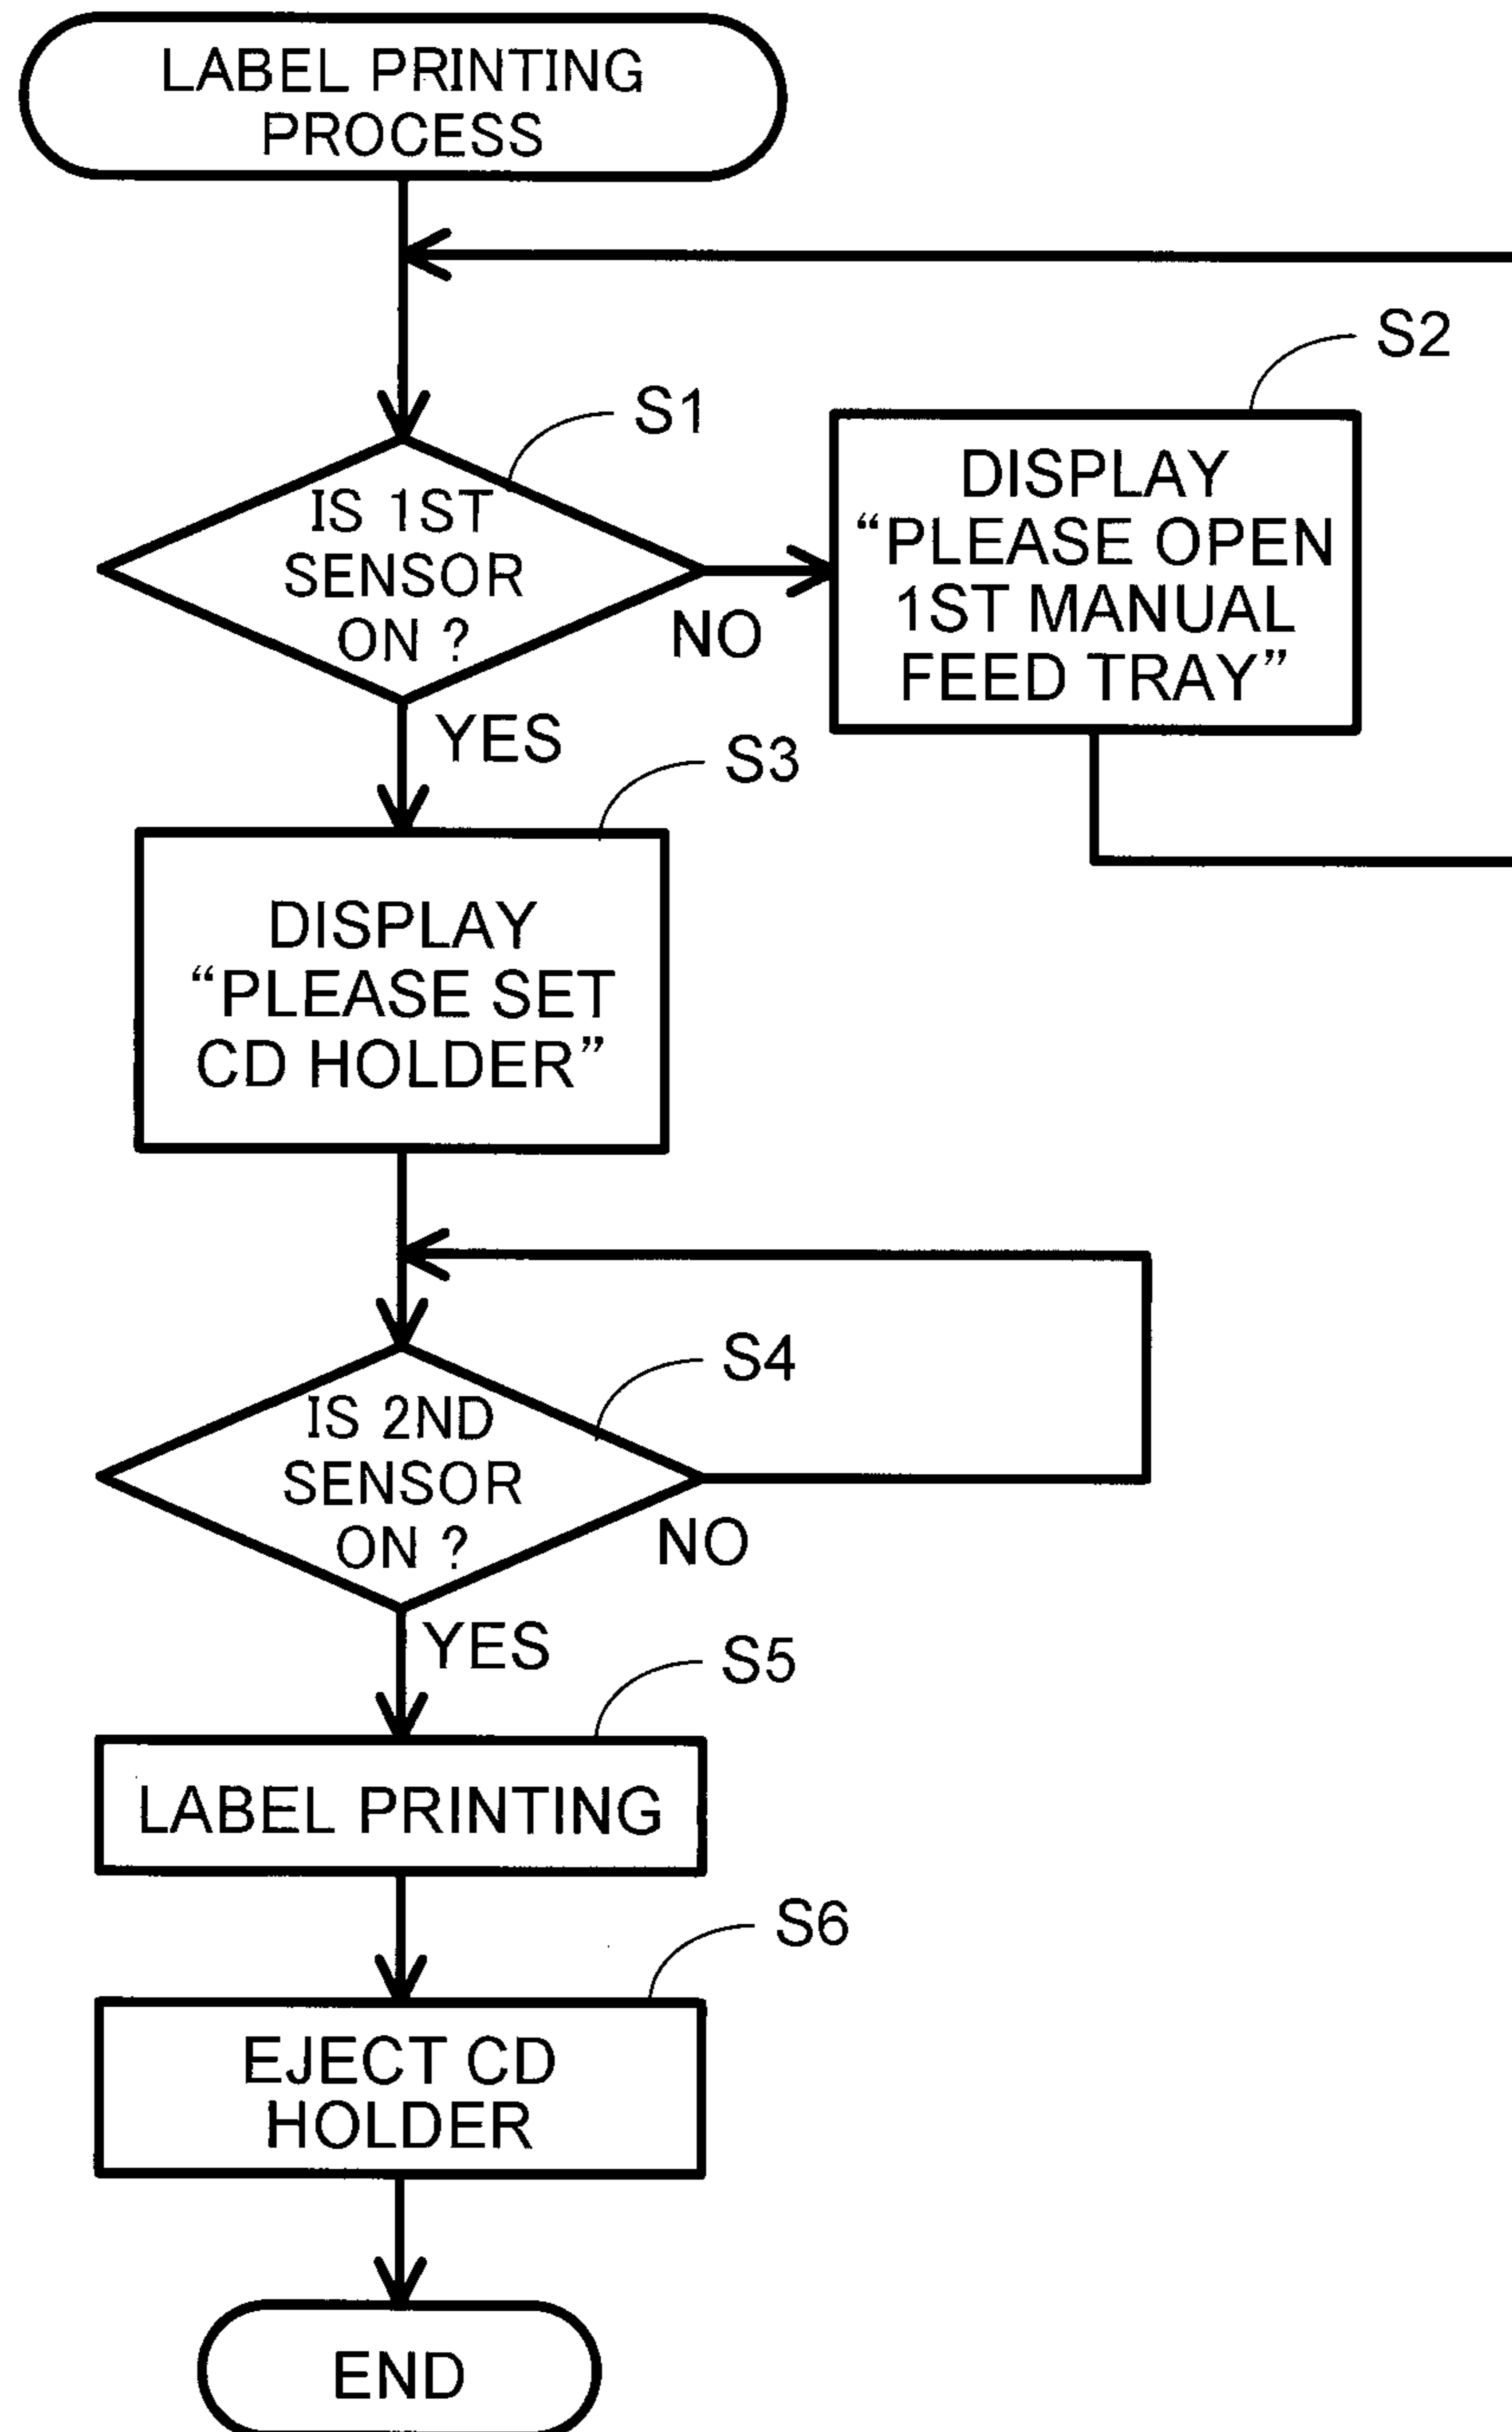 LABEL PRINTING
PROCESS
S2
S1
IS 1ST
SENSOR
ON ?
NO
YES
DISPLAY
“PLEASE OPEN
1ST MANUAL
FEED TRAY”
S3
DISPLAY
“PLEASE SET
CD HOLDER”
S4
IS 2ND
SENSOR
ON ?
NO
YES
S5
LABEL PRINTING
S6
EJECT CD
HOLDER
END